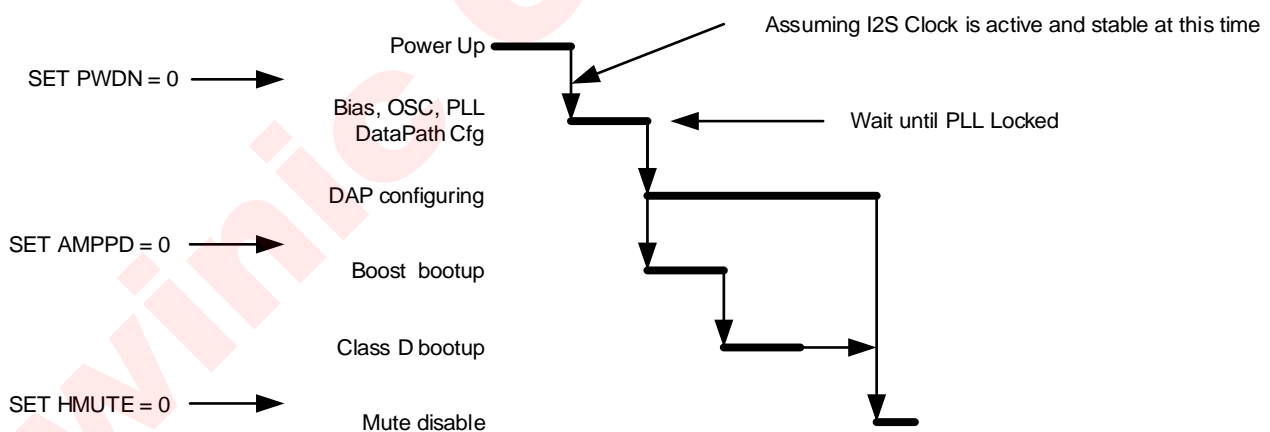 Assuming I2S Clock is active and stable at this time
Power Up
SET PWDN = 0
Bias, OSC, PLL
DataPath Cfg
Wait until PLL Locked
DAP configuring
SET AMPPD = 0
Boost bootup
Class D bootup
SET HMUTE = 0
Mute disable
winic